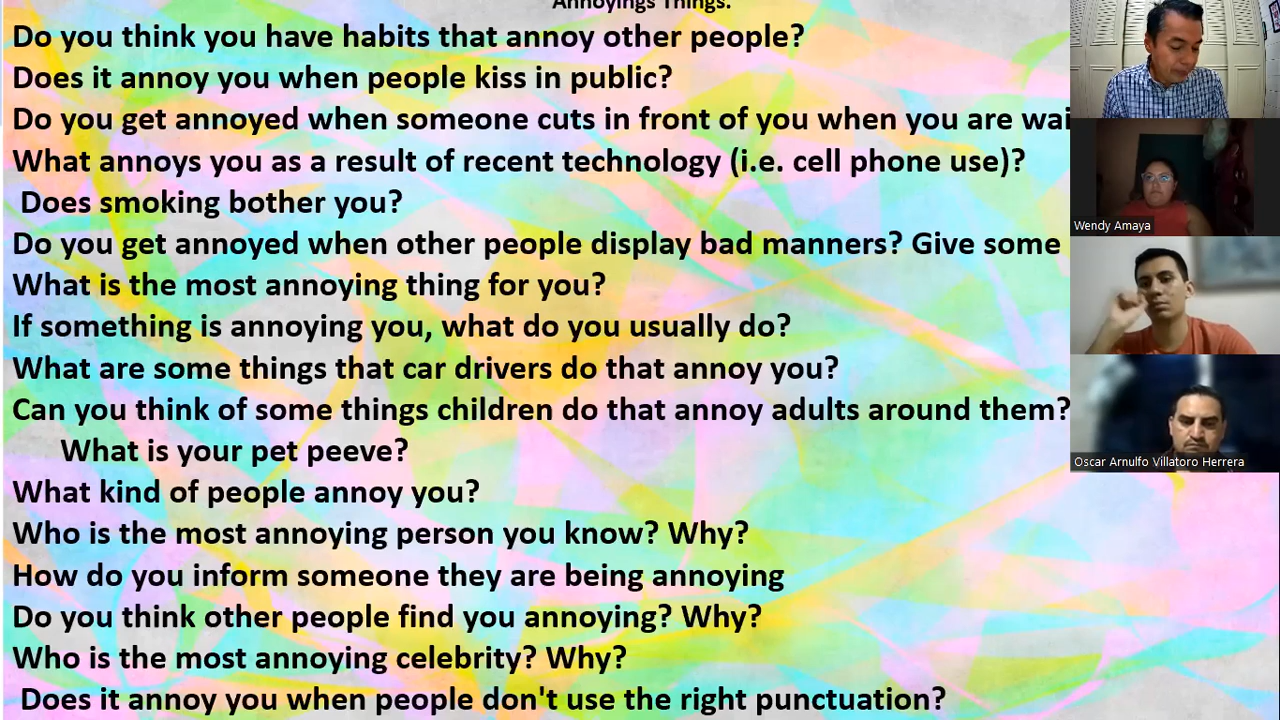 Annoyings Things.
Do you think you have habits that annoy other people?
Does it annoy you when people kiss in public?
Do you get annoyed when someone cuts in front of you when you are
What annoys you as a result of recent technology (i.e. cell phone use)?
Does smoking bother you?
Do you get annoyed when other people display bad manners? Give some
What is the most annoying thing for you?
If something is annoying you, what do you usually do?
What are some things that car drivers do that annoy you?
Can you think of some things children do that annoy adults around them?
What is your pet peeve?
What kind of people annoy you?
Who is the most annoying person you know? Why?
How do you inform someone they are being annoying
Do you think other people find you annoying? Why?
Who is the most annoying celebrity? Why?
Does it annoy you when people don't use the right punctuation?
Wendy Amaya
Oscar Arnulfo Villatoro Herrera